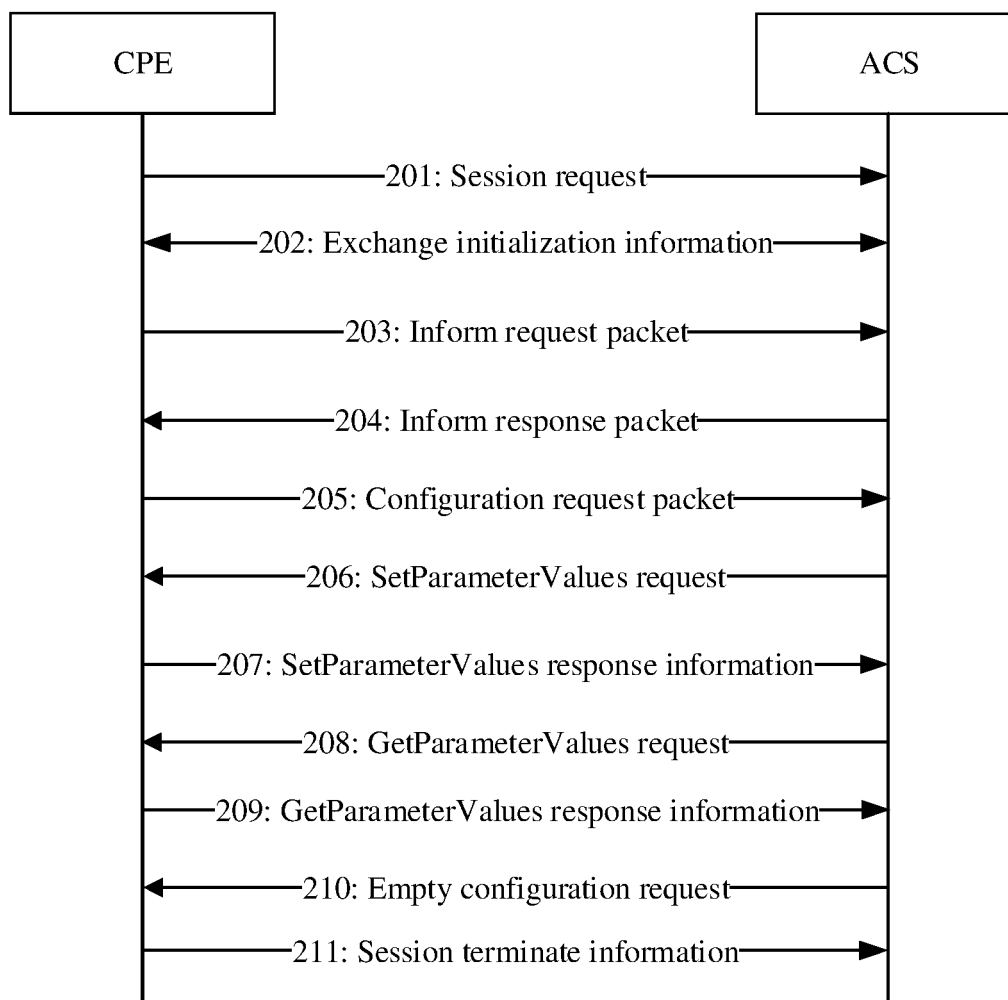 CPE
ACS
201: Session request
202: Exchange initialization information
203: Inform request packet
204: Inform response packet
205: Configuration request packet
206: SetParameterValues request
207: SetParameterValues response information
208: GetParameterValues request
209: GetParameterValues response information
210: Empty configuration request
211: Session terminate information